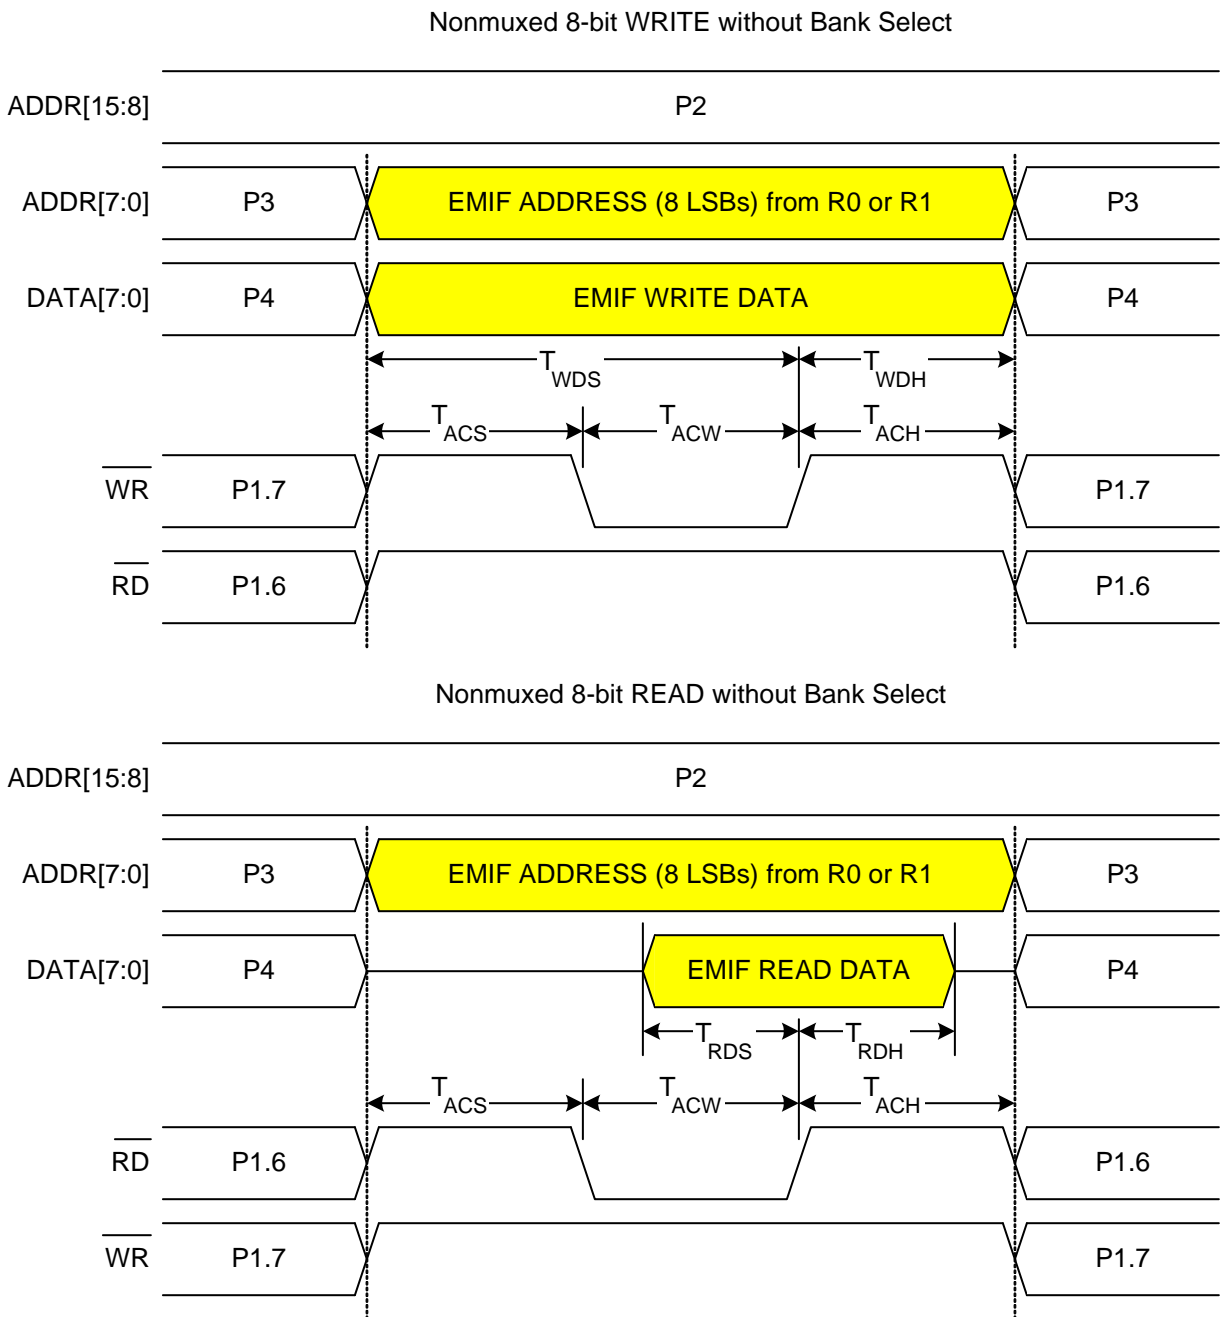 Nonmuxed 8-bit WRITE without Bank Select
ADDR[15:8] P2
ADDR[7:0] P3 EMIF ADDRESS (8 LSBs) from R0 or R1 P3
DATA[7:0] P4 EMIF WRITE DATA P4
TWDS TWDH
TACS TACW TACH
WR P1.7 P1.7
RD P1.6 P1.6
Nonmuxed 8-bit READ without Bank Select
ADDR[15:8] P2
ADDR[7:0] P3 EMIF ADDRESS (8 LSBs) from R0 or R1 P3
DATA[7:0] P4 EMIF READ DATA P4
TRDS TRDH
TACS TACW TACH
RD P1.6 P1.6
WR P1.7 P1.7